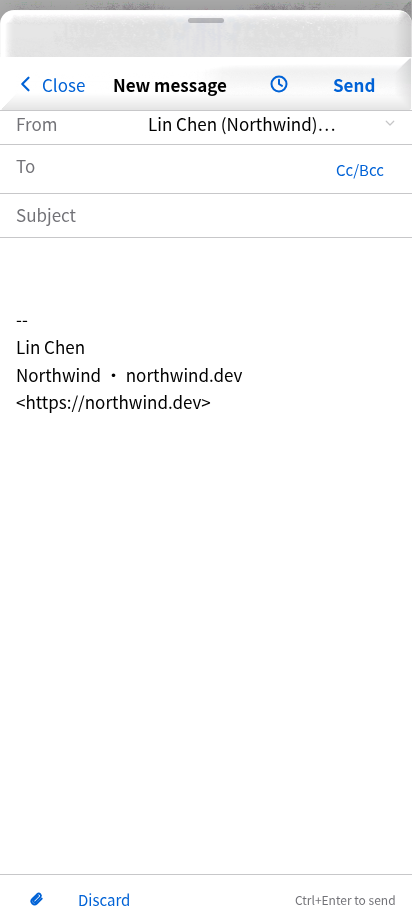 Close New message Send
From Lin Chen (Northwind)…
To Cc/Bcc
Subject
--
Lin Chen
Northwind · northwind.dev
<https://northwind.dev>
Discard Ctrl+Enter to send